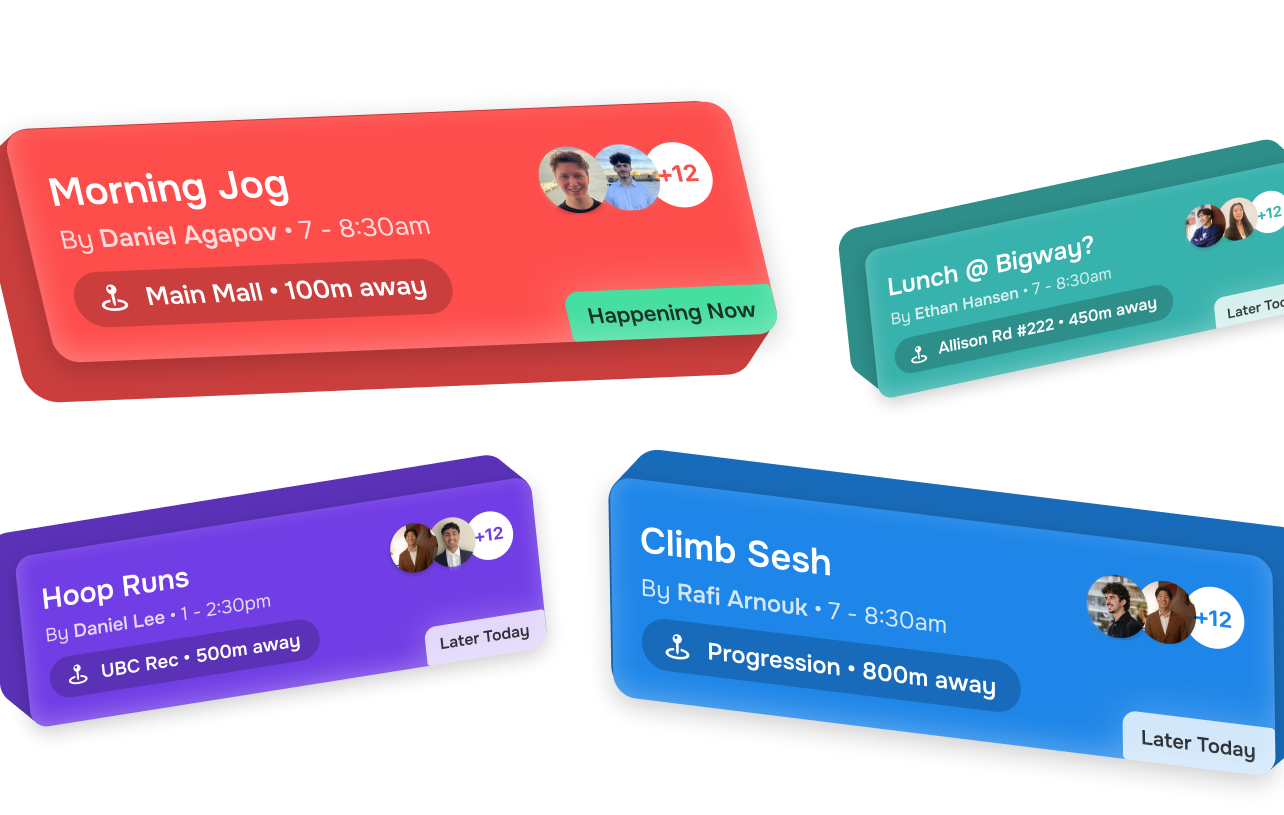 Morning Jog
By Daniel Agapov • 7 - 8:30am
Main Mall • 100m away
+12
Happening Now
Lunch @ Bigway?
By Ethan Hansen • 7 - 8:30am
Allison Rd #222 • 450m away
+12
Later Tod
Hoop Runs
By Daniel Lee • 1 - 2:30pm
UBC Rec • 500m away
+12
Later Today
Climb Sesh
By Rafi Arnouk • 7 - 8:30am
Progression • 800m away
+12
Later Today